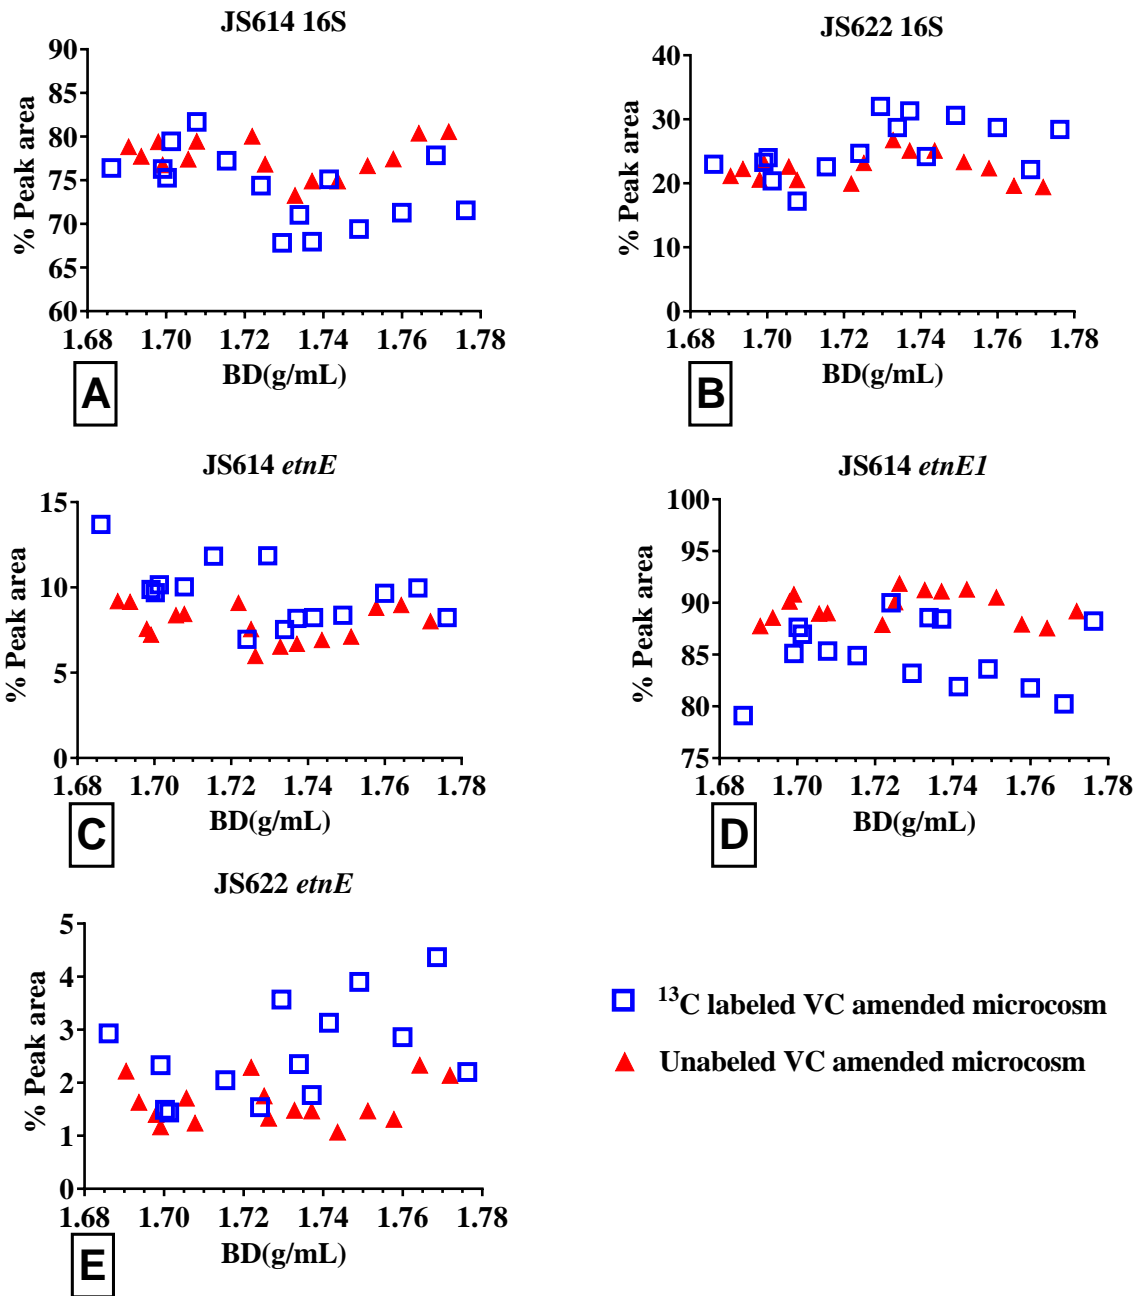 JS614 16S
90
85
80
75
70
65
60
% Peak area
1.68 1.70 1.72 1.74 1.76 1.78
BD(g/mL)
A
JS622 16S
40
30
20
10
0
% Peak area
1.68 1.70 1.72 1.74 1.76 1.78
BD(g/mL)
B
JS614 etnE
15
10
5
0
% Peak area
1.68 1.70 1.72 1.74 1.76 1.78
BD(g/mL)
C
JS614 etnE1
100
95
90
85
80
75
% Peak area
1.68 1.70 1.72 1.74 1.76 1.78
BD(g/mL)
D
JS622 etnE
5
4
3
2
1
0
% Peak area
1.68 1.70 1.72 1.74 1.76 1.78
BD(g/mL)
E
¹³C labeled VC amended microcosm
Unabeled VC amended microcosm